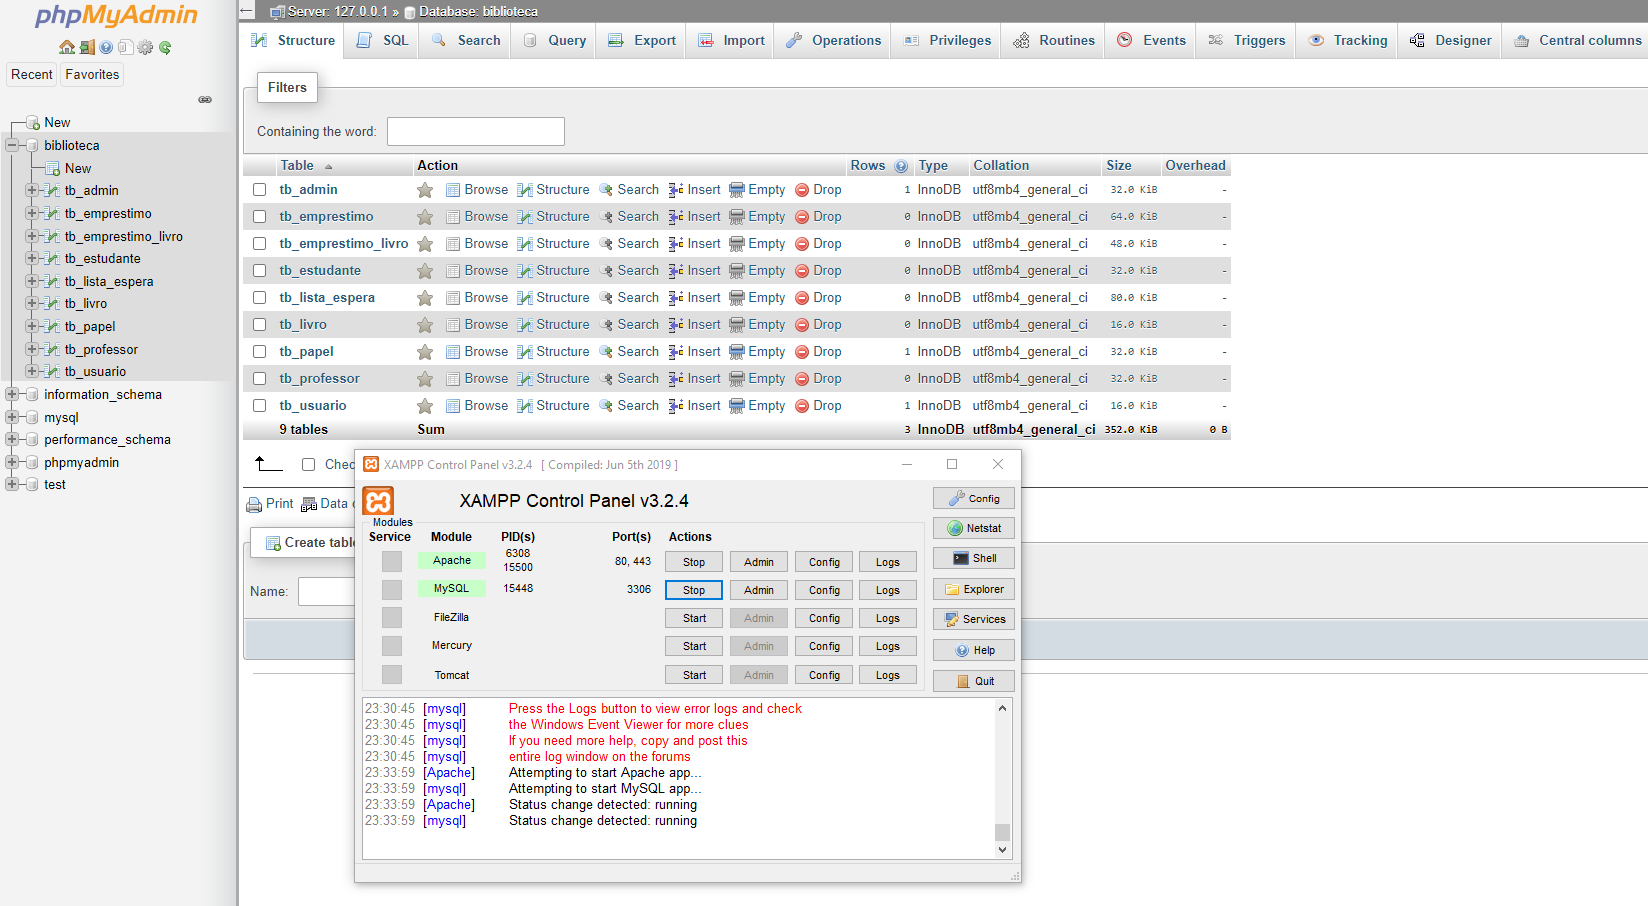 phpMyAdmin
Recent Favorites
New
biblioteca
New
tb_admin
tb_emprestimo
tb_emprestimo_livro
tb_estudante
tb_lista_espera
tb_livro
tb_papel
tb_professor
tb_usuario
information_schema
mysql
performance_schema
phpmyadmin
test
Server: 127.0.0.1 » Database: biblioteca
Structure SQL Search Query Export Import Operations Privileges Routines Events Triggers Tracking Designer Central columns
Filters
Containing the word:
Table Action Rows Type Collation Size Overhead
tb_admin Browse Structure Search Insert Empty Drop 1 InnoDB utf8mb4_general_ci 32.0 KiB -
tb_emprestimo Browse Structure Search Insert Empty Drop 0 InnoDB utf8mb4_general_ci 64.0 KiB -
tb_emprestimo_livro Browse Structure Search Insert Empty Drop 0 InnoDB utf8mb4_general_ci 48.0 KiB -
tb_estudante Browse Structure Search Insert Empty Drop 0 InnoDB utf8mb4_general_ci 32.0 KiB -
tb_lista_espera Browse Structure Search Insert Empty Drop 0 InnoDB utf8mb4_general_ci 80.0 KiB -
tb_livro Browse Structure Search Insert Empty Drop 0 InnoDB utf8mb4_general_ci 16.0 KiB -
tb_papel Browse Structure Search Insert Empty Drop 1 InnoDB utf8mb4_general_ci 32.0 KiB -
tb_professor Browse Structure Search Insert Empty Drop 0 InnoDB utf8mb4_general_ci 32.0 KiB -
tb_usuario Browse Structure Search Insert Empty Drop 1 InnoDB utf8mb4_general_ci 16.0 KiB -
9 tables Sum 3 InnoDB utf8mb4_general_ci 352.0 KiB 0 B
Chec
Print Data
Create tabl
Name:
XAMPP Control Panel v3.2.4 [ Compiled: Jun 5th 2019 ]
XAMPP Control Panel v3.2.4
Config
Modules
Service Module PID(s) Port(s) Actions
Netstat
Apache 6308 15500 80, 443 Stop Admin Config Logs
Shell
MySQL 15448 3306 Stop Admin Config Logs
Explorer
FileZilla Start Admin Config Logs
Services
Mercury Start Admin Config Logs
Help
Tomcat Start Admin Config Logs
Quit
23:30:45 [mysql] Press the Logs button to view error logs and check
23:30:45 [mysql] the Windows Event Viewer for more clues
23:30:45 [mysql] If you need more help, copy and post this
23:30:45 [mysql] entire log window on the forums
23:33:59 [Apache] Attempting to start Apache app...
23:33:59 [mysql] Attempting to start MySQL app...
23:33:59 [Apache] Status change detected: running
23:33:59 [mysql] Status change detected: running